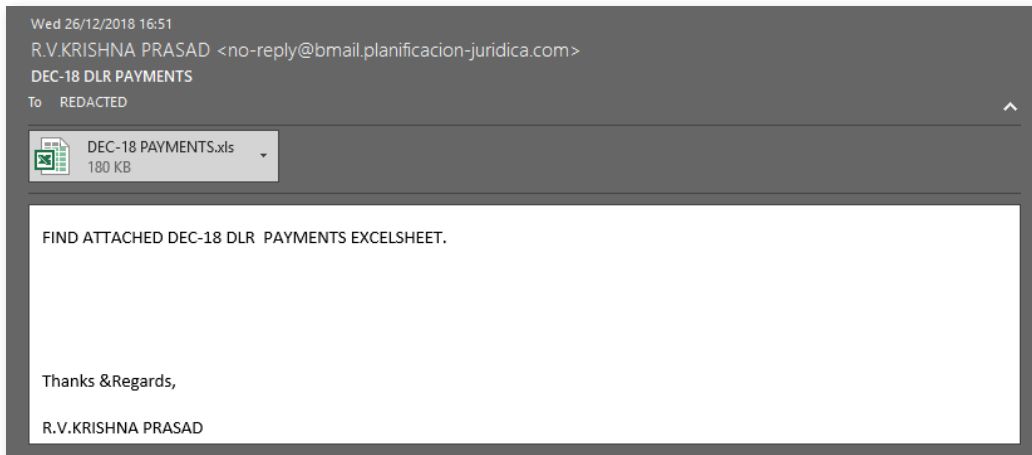 Wed 26/12/2018 16:51
R.V.KRISHNA PRASAD <no-reply@bmail.planificacion-juridica.com>
DEC-18 DLR PAYMENTS
To REDACTED
DEC-18 PAYMENTS.xls
180 KB
FIND ATTACHED DEC-18 DLR PAYMENTS EXCELSHEET.
Thanks &Regards,
R.V.KRISHNA PRASAD